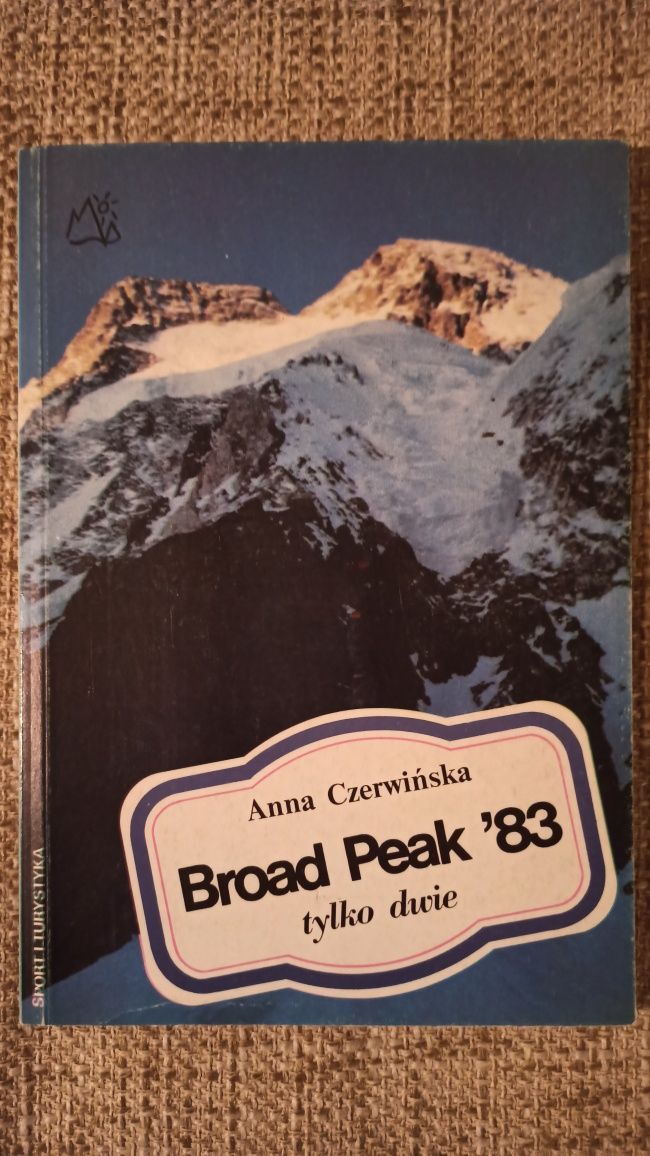 Anna Czerwińska
Broad Peak ’83
tylko dwie
SPORT I TURYSTYKA